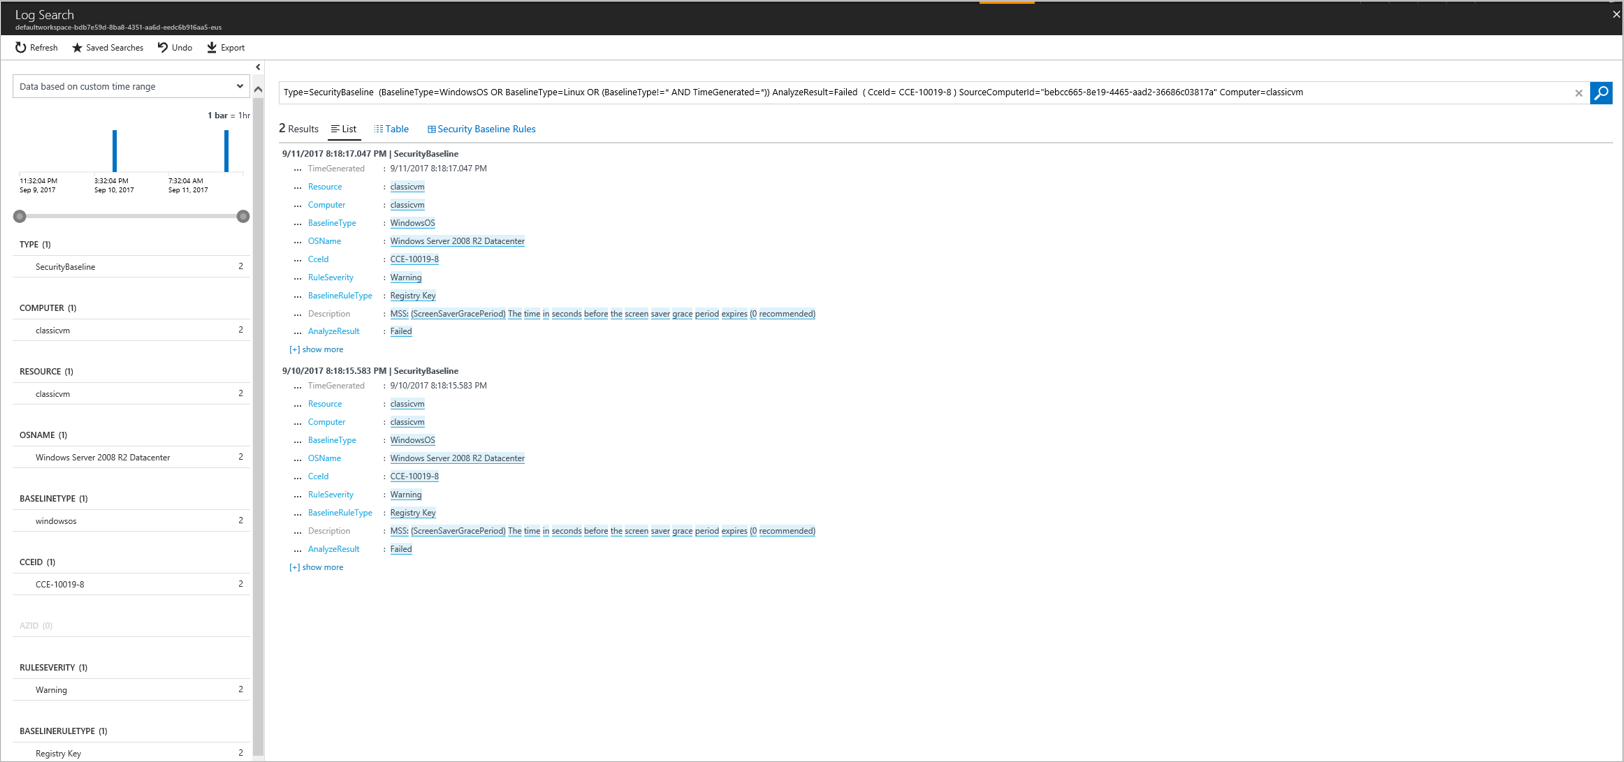 Log Search
defaultworkspace-bdb7e59d-8ba8-4351-aa6d-eedc6b916aa5-eus
Refresh Saved Searches Undo Export
Data based on custom time range
1 bar = 1hr
11:32:04 PM 3:32:04 PM 7:32:04 AM
Sep 9, 2017 Sep 10, 2017 Sep 11, 2017
TYPE (1)
SecurityBaseline 2
COMPUTER (1)
classicvm 2
RESOURCE (1)
classicvm 2
OSNAME (1)
Windows Server 2008 R2 Datacenter 2
BASELINETYPE (1)
windowsos 2
CCEID (1)
CCE-10019-8 2
AZID (0)
RULESEVERITY (1)
Warning 2
BASELINERULETYPE (1)
Registry Key 2
Type=SecurityBaseline (BaselineType=WindowsOS OR BaselineType=Linux OR (BaselineType!=* AND TimeGenerated=*)) AnalyzeResult=Failed ( CceId= CCE-10019-8 ) SourceComputerId="bebcc665-8e19-4465-aad2-36686c03817a" Computer=classicvm
2 Results List Table Security Baseline Rules
9/11/2017 8:18:17.047 PM | SecurityBaseline
... TimeGenerated : 9/11/2017 8:18:17.047 PM
... Resource : classicvm
... Computer : classicvm
... BaselineType : WindowsOS
... OSName : Windows Server 2008 R2 Datacenter
... CceId : CCE-10019-8
... RuleSeverity : Warning
... BaselineRuleType : Registry Key
... Description : MSS: (ScreenSaverGracePeriod) The time in seconds before the screen saver grace period expires (0 recommended)
... AnalyzeResult : Failed
[+] show more
9/10/2017 8:18:15.583 PM | SecurityBaseline
... TimeGenerated : 9/10/2017 8:18:15.583 PM
... Resource : classicvm
... Computer : classicvm
... BaselineType : WindowsOS
... OSName : Windows Server 2008 R2 Datacenter
... CceId : CCE-10019-8
... RuleSeverity : Warning
... BaselineRuleType : Registry Key
... Description : MSS: (ScreenSaverGracePeriod) The time in seconds before the screen saver grace period expires (0 recommended)
... AnalyzeResult : Failed
[+] show more